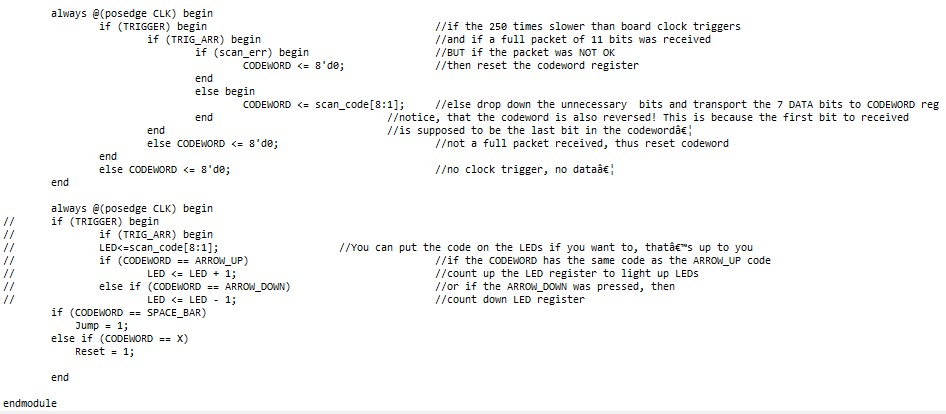 always @(posedge CLK) begin
if (TRIGGER) begin //if the 250 times slower than board clock triggers
if (TRIG_ARR) begin //and if a full packet of 11 bits was received
if (scan_err) begin //BUT if the packet was NOT OK
CODEWORD <= 8'd0; //then reset the codeword register
end
else begin
CODEWORD <= scan_code[8:1]; //else drop down the unnecessary bits and transport the 7 DATA bits to CODEWORD reg
end //notice, that the codeword is also reversed! This is because the first bit to received
end //is supposed to be the last bit in the codewordâ€¦
else CODEWORD <= 8'd0; //not a full packet received, thus reset codeword
end
else CODEWORD <= 8'd0; //no clock trigger, no dataâ€¦
end
always @(posedge CLK) begin
// if (TRIGGER) begin
// if (TRIG_ARR) begin
// LED<=scan_code[8:1]; //You can put the code on the LEDs if you want to, thatâ€™s up to you
// if (CODEWORD == ARROW_UP) //if the CODEWORD has the same code as the ARROW_UP code
// LED <= LED + 1; //count up the LED register to light up LEDs
// else if (CODEWORD == ARROW_DOWN) //or if the ARROW_DOWN was pressed, then
// LED <= LED - 1; //count down LED register
if (CODEWORD == SPACE_BAR)
Jump = 1;
else if (CODEWORD == X)
Reset = 1;
end
endmodule